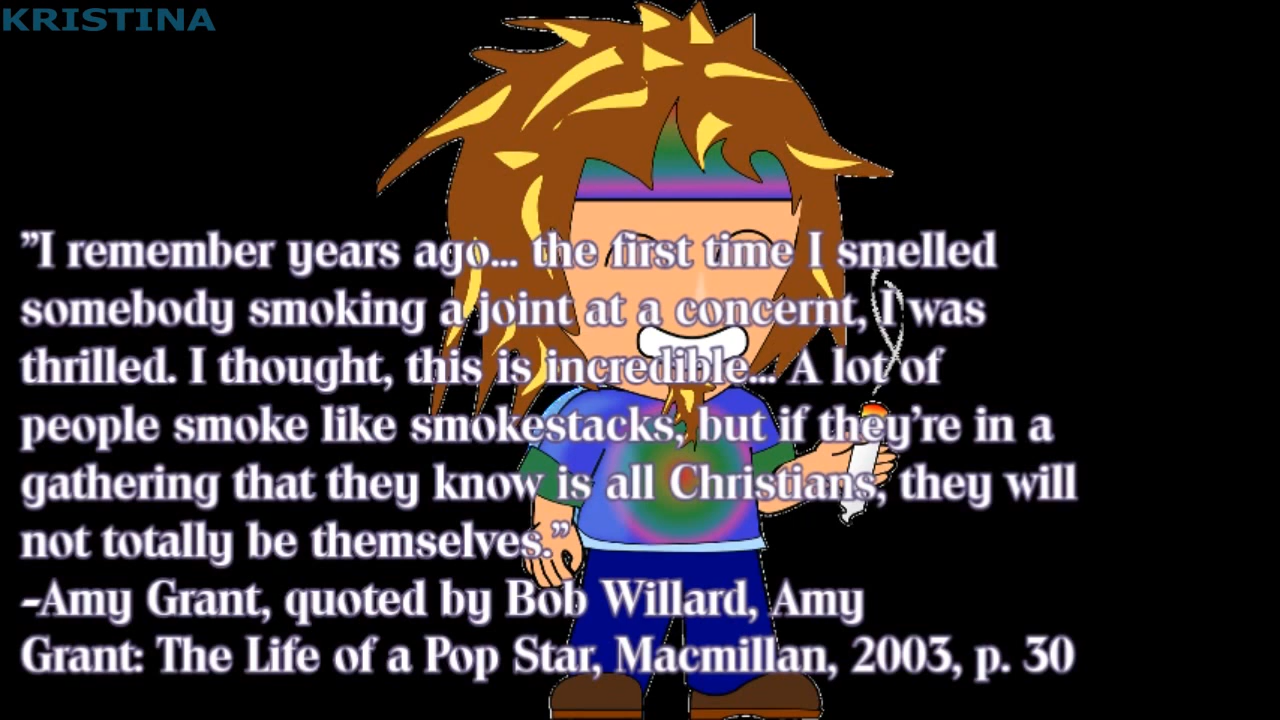 KRISTINA
”I remember years ago... the first time I smelled
somebody smoking a joint at a concernt, I was
thrilled. I thought, this is incredible... A lot of
people smoke like smokestacks, but if they’re in a
gathering that they know is all Christians, they will
not totally be themselves.”
-Amy Grant, quoted by Bob Willard, Amy
Grant: The Life of a Pop Star, Macmillan, 2003, p. 30